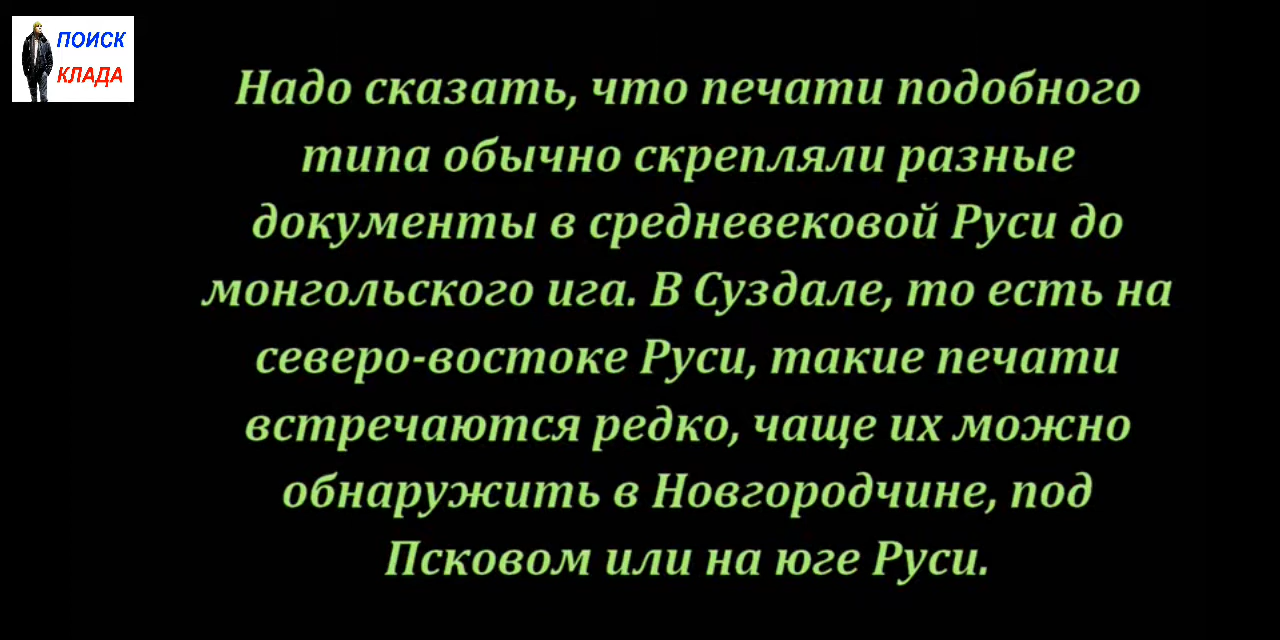 ПОИСК
КЛАДА
Надо сказать, что печати подобного
типа обычно скрепляли разные
документы в средневековой Руси до
монгольского ига. В Суздале, то есть на
северо-востоке Руси, такие печати
встречаются редко, чаще их можно
обнаружить в Новгородчине, под
Псковом или на юге Руси.